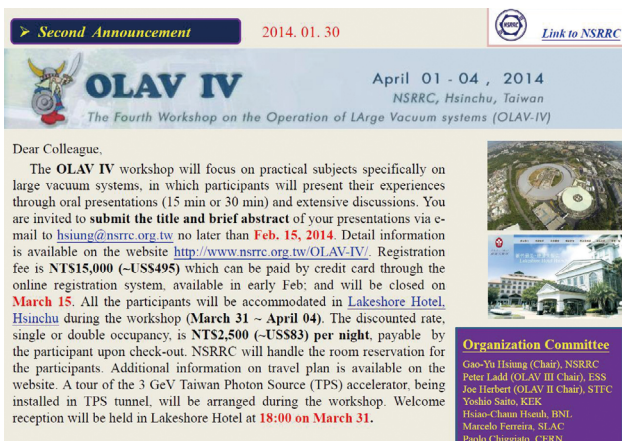 ➢ Second Announcement
2014. 01. 30
NSRRC
Link to NSRRC
OLAV IV
April 01 - 04 , 2014
NSRRC, Hsinchu, Taiwan
The Fourth Workshop on the Operation of LArge Vacuum systems (OLAV-IV)
Dear Colleague,
The OLAV IV workshop will focus on practical subjects specifically on
large vacuum systems, in which participants will present their experiences
through oral presentations (15 min or 30 min) and extensive discussions. You
are invited to submit the title and brief abstract of your presentations via e-
mail to hsiung@nsrrc.org.tw no later than Feb. 15, 2014. Detail information
is available on the website http://www.nsrrc.org.tw/OLAV-IV/. Registration
fee is NT$15,000 (~US$495) which can be paid by credit card through the
online registration system, available in early Feb; and will be closed on
March 15. All the participants will be accommodated in Lakeshore Hotel,
Hsinchu during the workshop (March 31 ~ April 04). The discounted rate,
single or double occupancy, is NT$2,500 (~US$83) per night, payable by
the participant upon check-out. NSRRC will handle the room reservation for
the participants. Additional information on travel plan is available on the
website. A tour of the 3 GeV Taiwan Photon Source (TPS) accelerator, being
installed in TPS tunnel, will be arranged during the workshop. Welcome
reception will be held in Lakeshore Hotel at 18:00 on March 31.
Organization Committee
Gao-Yu Hsiung (Chair), NSRRC
Peter Ladd (OLAV III Chair), ESS
Joe Herbert (OLAV II Chair), STFC
Yoshio Saito, KEK
Hsiao-Chaun Hseuh, BNL
Marcelo Ferreira, SLAC
Paolo Chiggiato, CERN